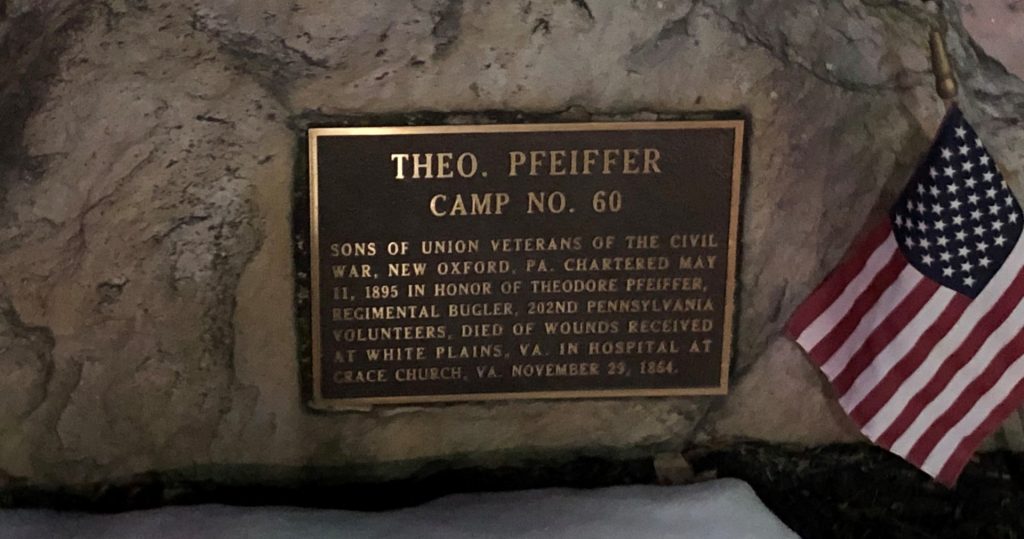 THEO. PFEIFFER
CAMP NO. 60
SONS OF UNION VETERANS OF THE CIVIL
WAR, NEW OXFORD, PA. CHARTERED MAY
11, 1895 IN HONOR OF THEODORE PFEIFFER,
REGIMENTAL BUGLER, 202ND PENNSYLVANIA
VOLUNTEERS, DIED OF WOUNDS RECEIVED
AT WHITE PLAINS, VA. IN HOSPITAL AT
GRACE CHURCH, VA. NOVEMBER 29, 1864.